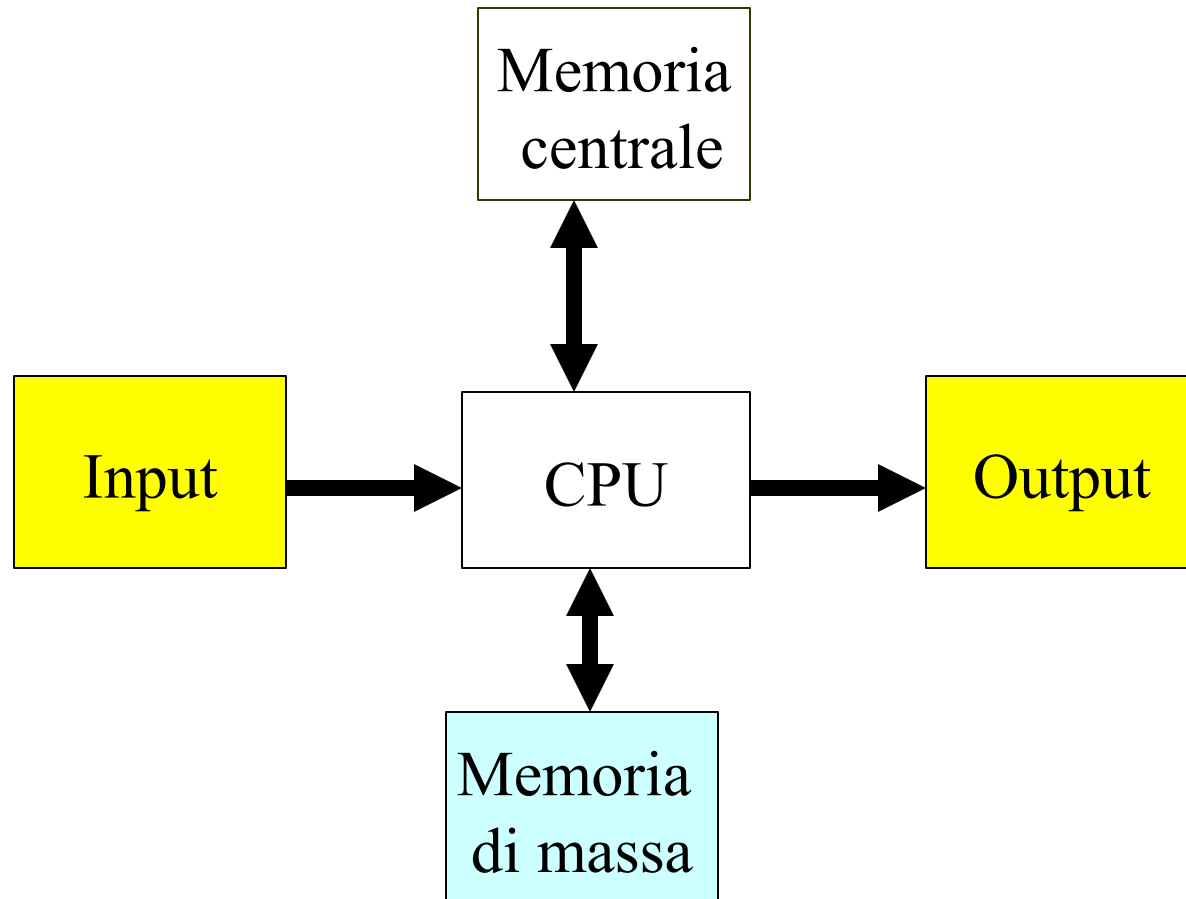 Memoria
centrale
Input
CPU
Output
Memoria
di massa